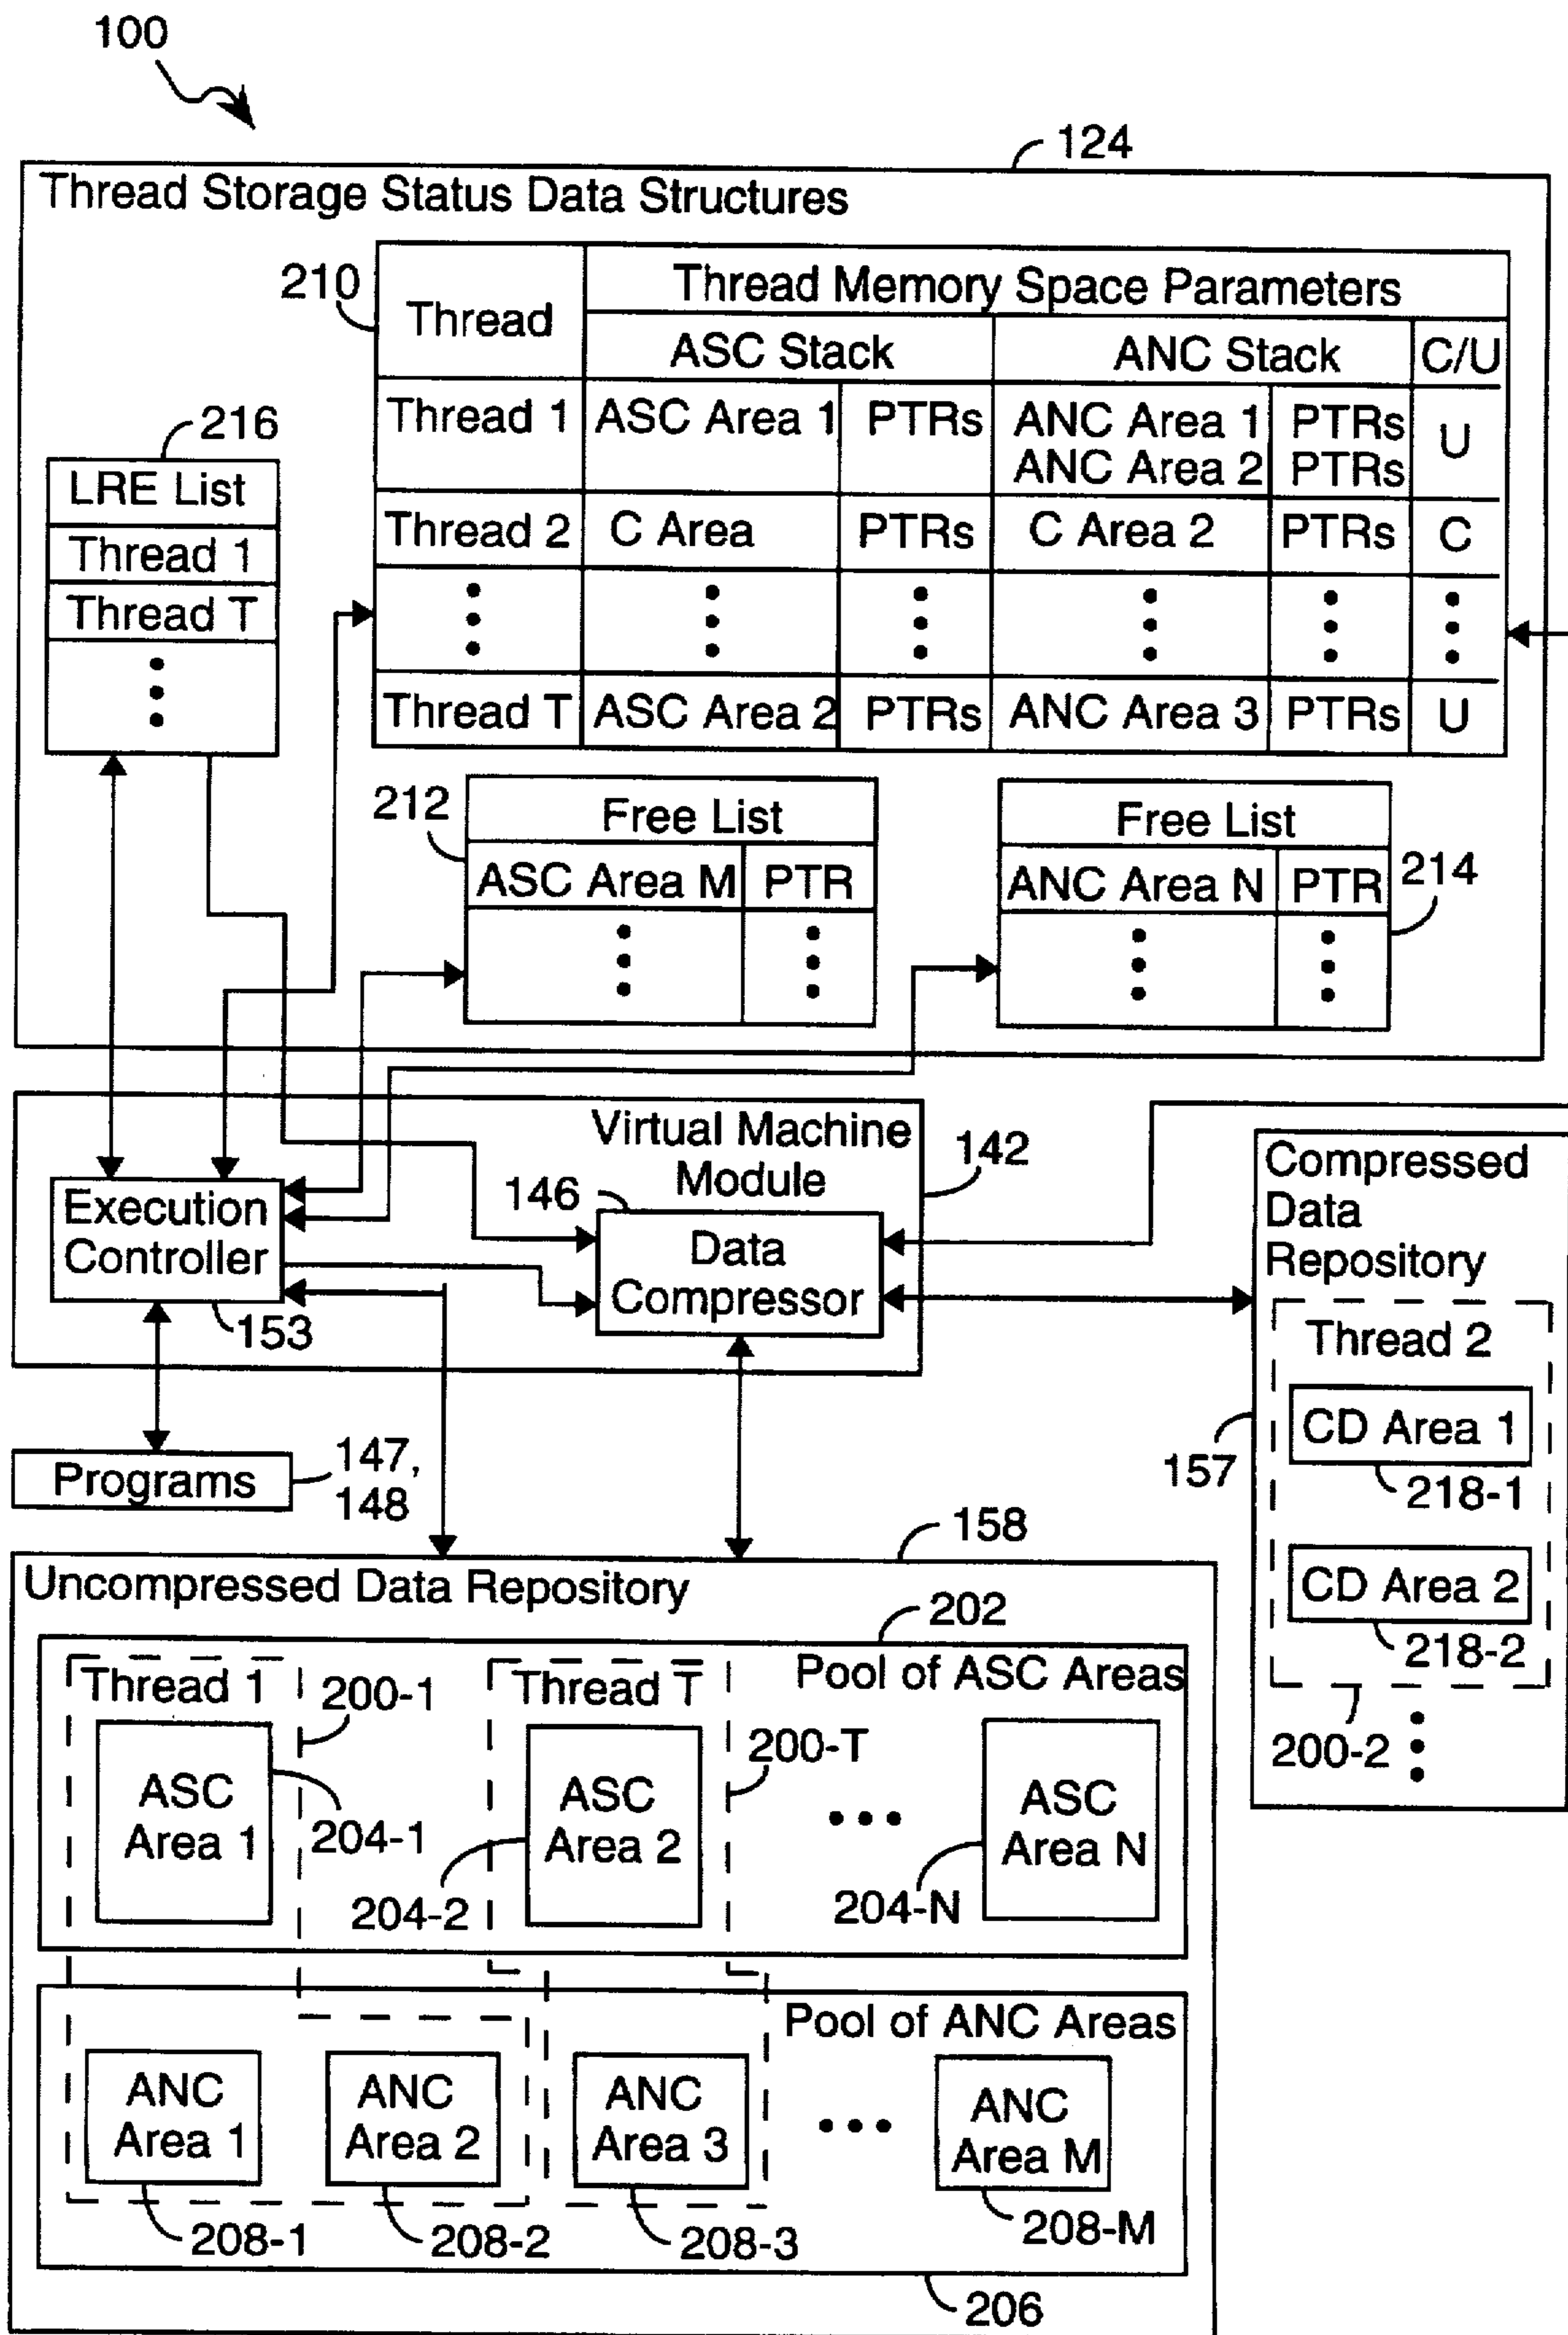 100
124
Thread Storage Status Data Structures
210
Thread
Thread Memory Space Parameters
ASC Stack
ANC Stack
C/U
Thread 1
ASC Area 1
PTRs
ANC Area 1
PTRs
ANC Area 2
PTRs
U
Thread 2
C Area
PTRs
C Area 2
PTRs
C
Thread T
ASC Area 2
PTRs
ANC Area 3
PTRs
U
216
LRE List
Thread 1
Thread T
212
Free List
ASC Area M
PTR
Free List
ANC Area N
PTR
214
Virtual Machine
Module
142
146
Execution
Controller
153
Data
Compressor
Compressed
Data
Repository
Thread 2
CD Area 1
218-1
CD Area 2
218-2
200-2
157
Programs
147,
148
158
Uncompressed Data Repository
202
Pool of ASC Areas
Thread 1
200-1
Thread T
200-T
ASC
Area 1
204-1
ASC
Area 2
204-2
ASC
Area N
204-N
Pool of ANC Areas
ANC
Area 1
208-1
ANC
Area 2
208-2
ANC
Area 3
208-3
ANC
Area M
208-M
206